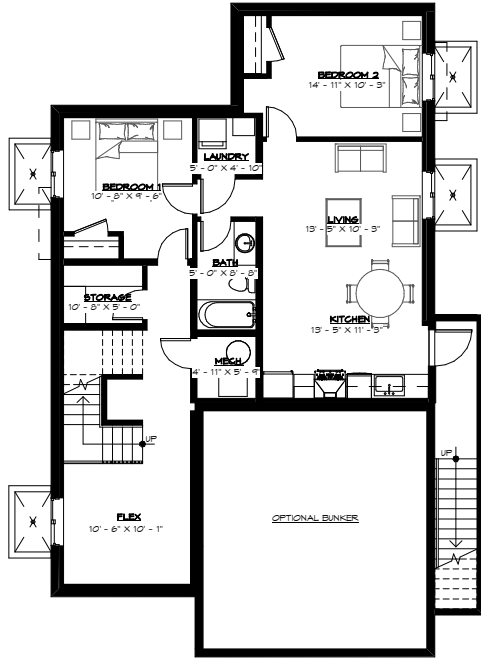 BEDROOM 2
14' - 11" X 10' - 3"
LAUNDRY
5' - 0" X 4' - 10"
BEDROOM 1
10' - 8" X 9' - 6"
LIVING
13' - 5" X 10' - 3"
BATH
5' - 0" X 8' - 8"
STORAGE
10' - 8" X 5' - 0"
KITCHEN
13' - 5" X 11' - 3"
MECH.
4' - 11" X 5' - 9"
UP
UP
FLEX
10' - 6" X 10' - 1"
OPTIONAL BUNKER